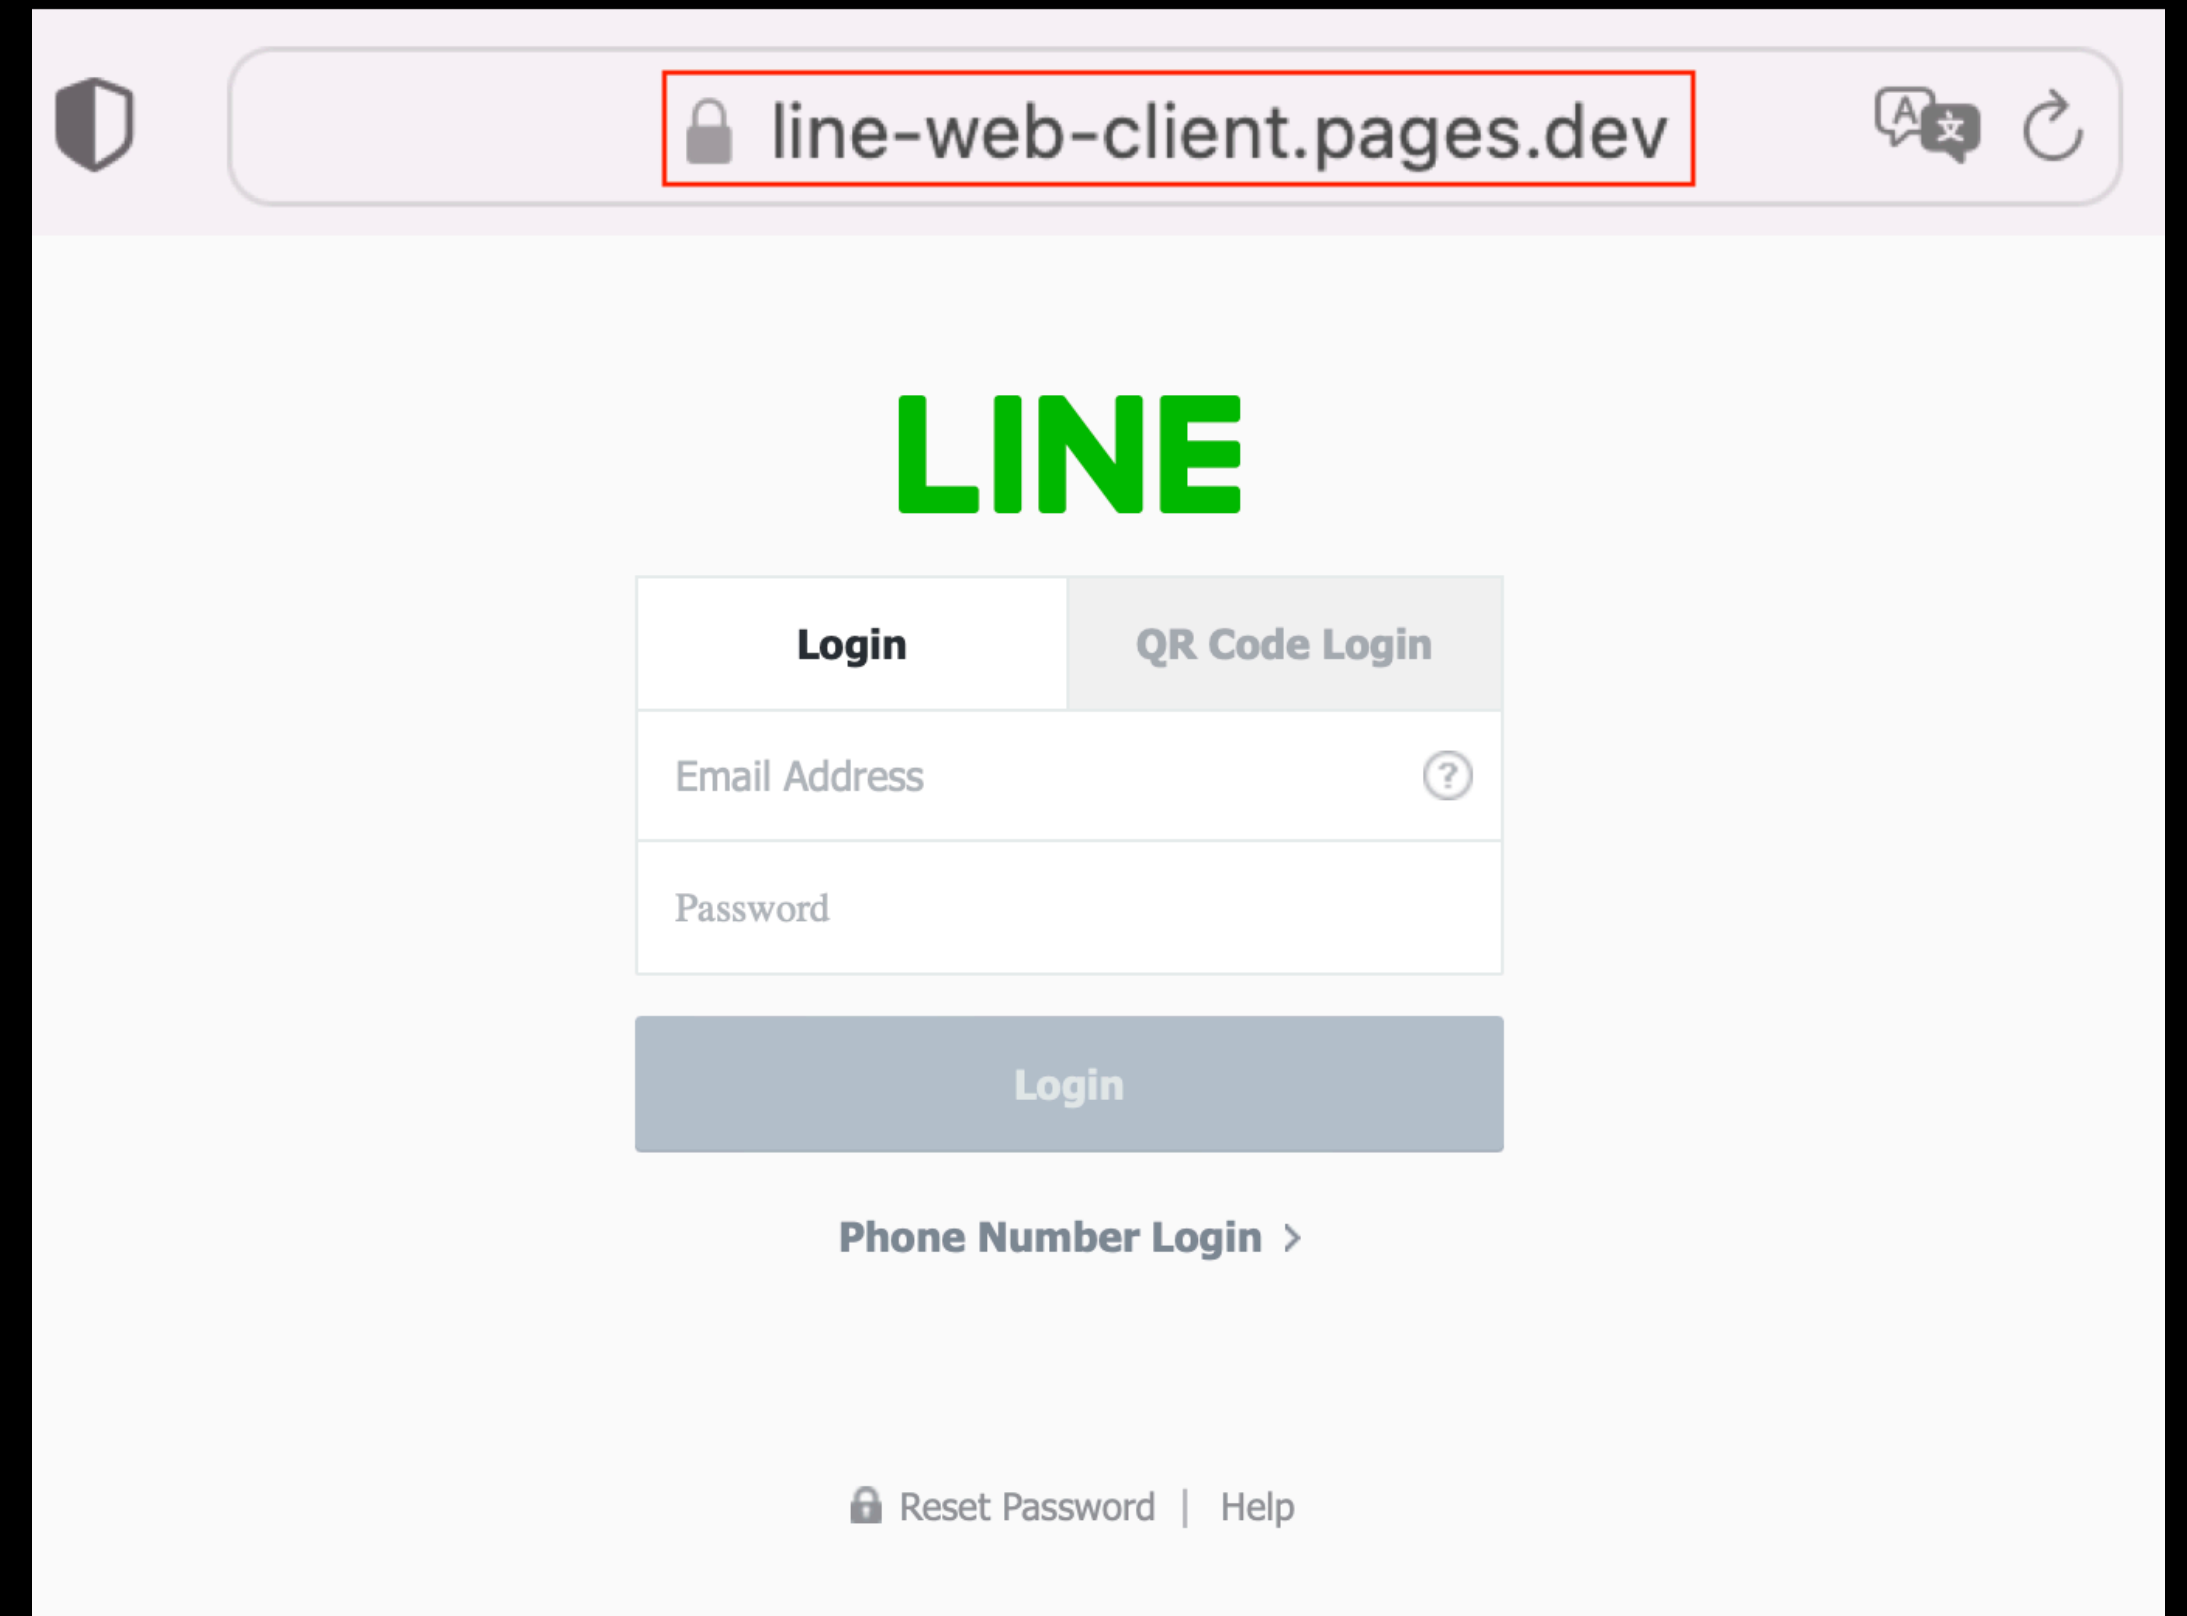 line-web-client.pages.dev
LINE
Login QR Code Login
Email Address ?
Password
Login
Phone Number Login >
Reset Password | Help